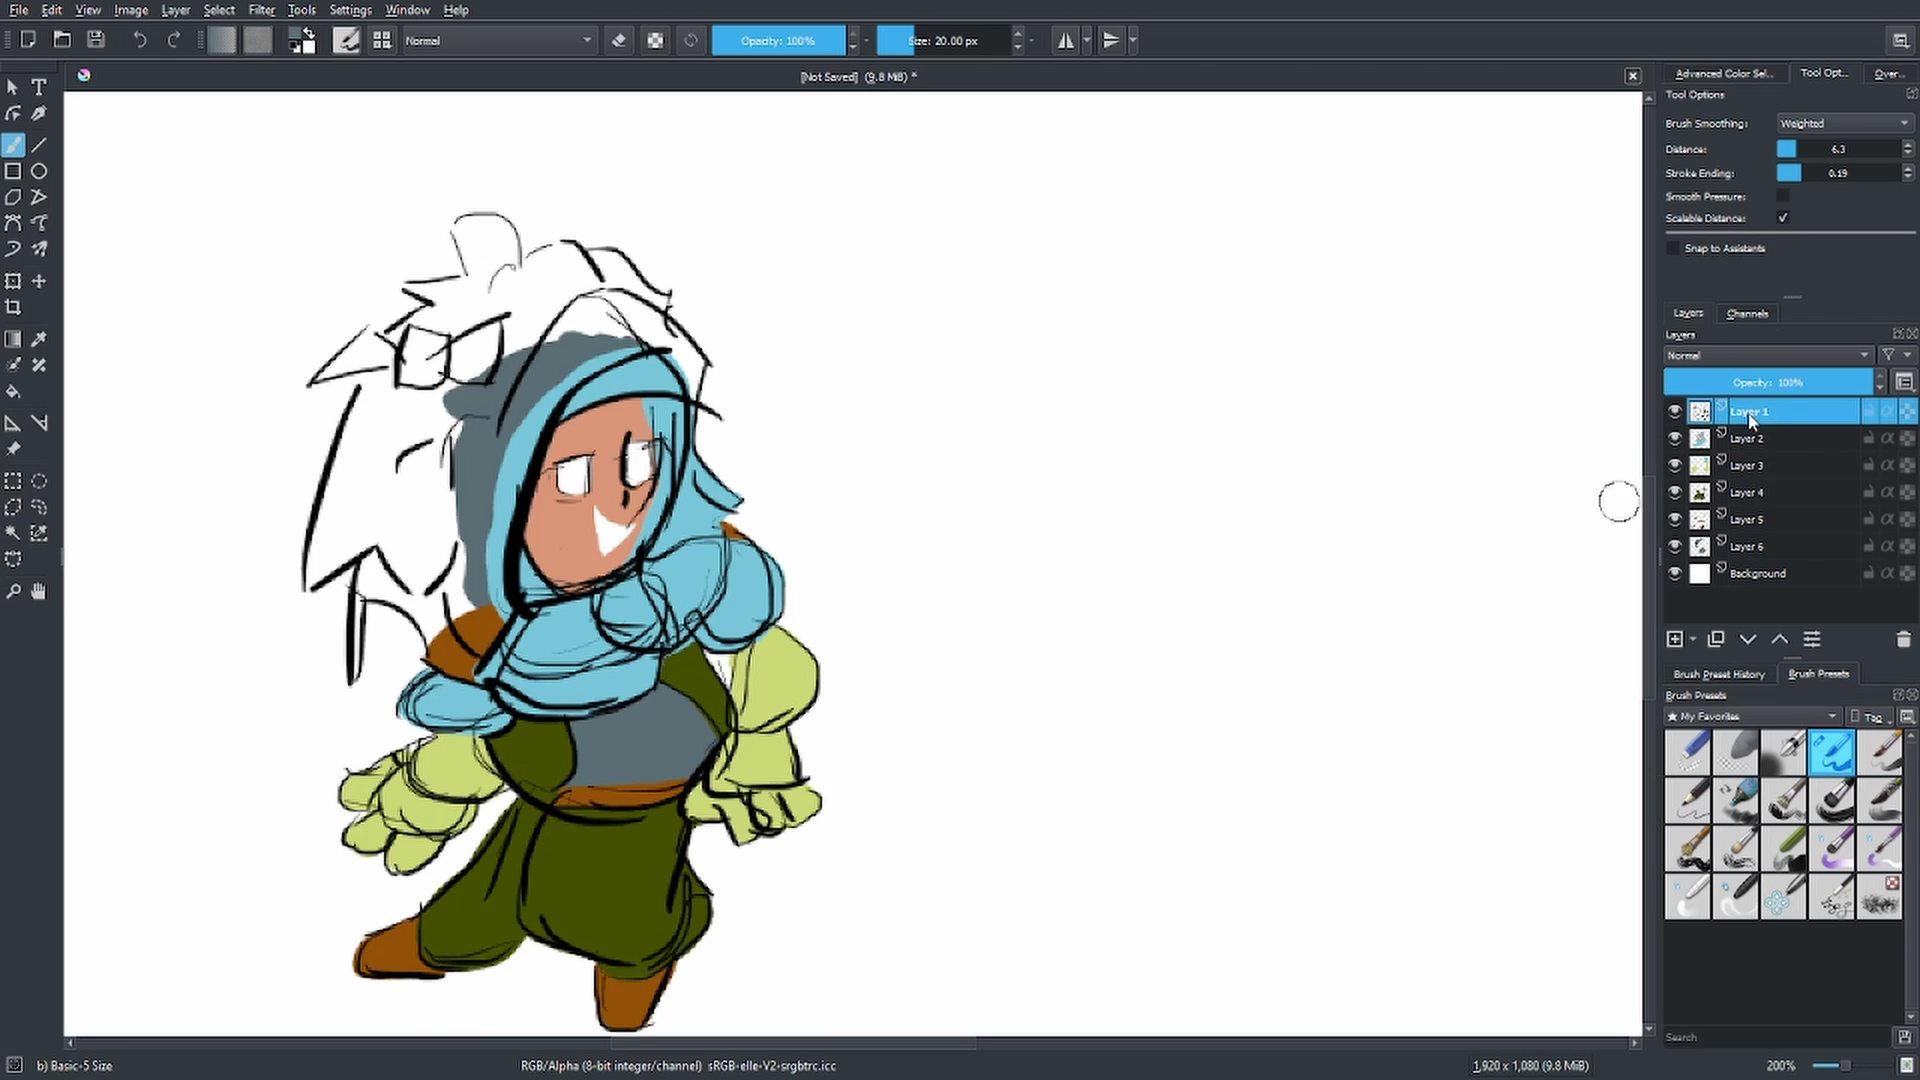 File Edit View Image Layer Select Filter Tools Settings Window Help
Normal Opacity: 100% Size: 20.00 px
[Not Saved] (9.8 MiB) *
Advanced Color Sel... Tool Opt... Over...
Tool Options
Brush Smoothing: Weighted
Distance: 6.3
Stroke Ending: 0.19
Smooth Pressure:
Scalable Distance:
Snap to Assistants
Layers Channels
Layers
Normal
Opacity: 100%
Layer 1
Layer 2
Layer 3
Layer 4
Layer 5
Layer 6
Background
Brush Preset History Brush Presets
Brush Presets
My Favorites Tag
Search
b) Basic-5 Size RGB/Alpha (8-bit integer/channel) sRGB-elle-V2-srgbtrc.icc 1,920 x 1,080 (9.8 MiB) 200%